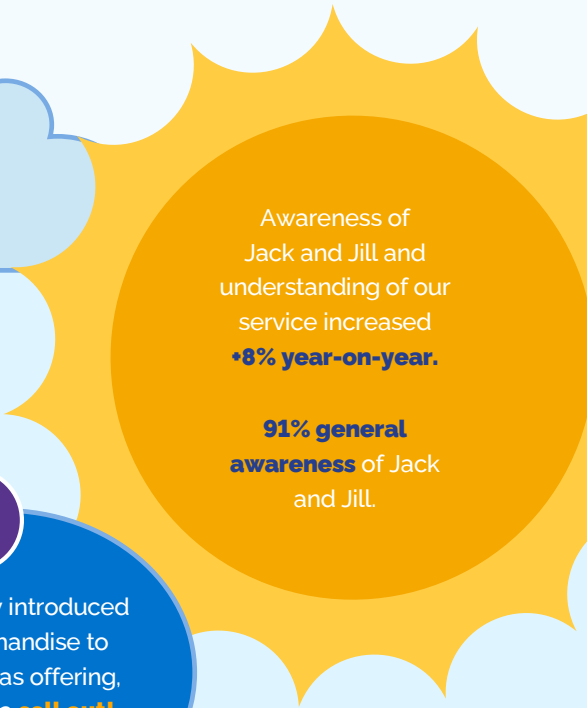 Awareness of
Jack and Jill and
understanding of our
service increased
+8% year-on-year.
91% general
awareness of Jack
and Jill.
introduced
to
as offering,